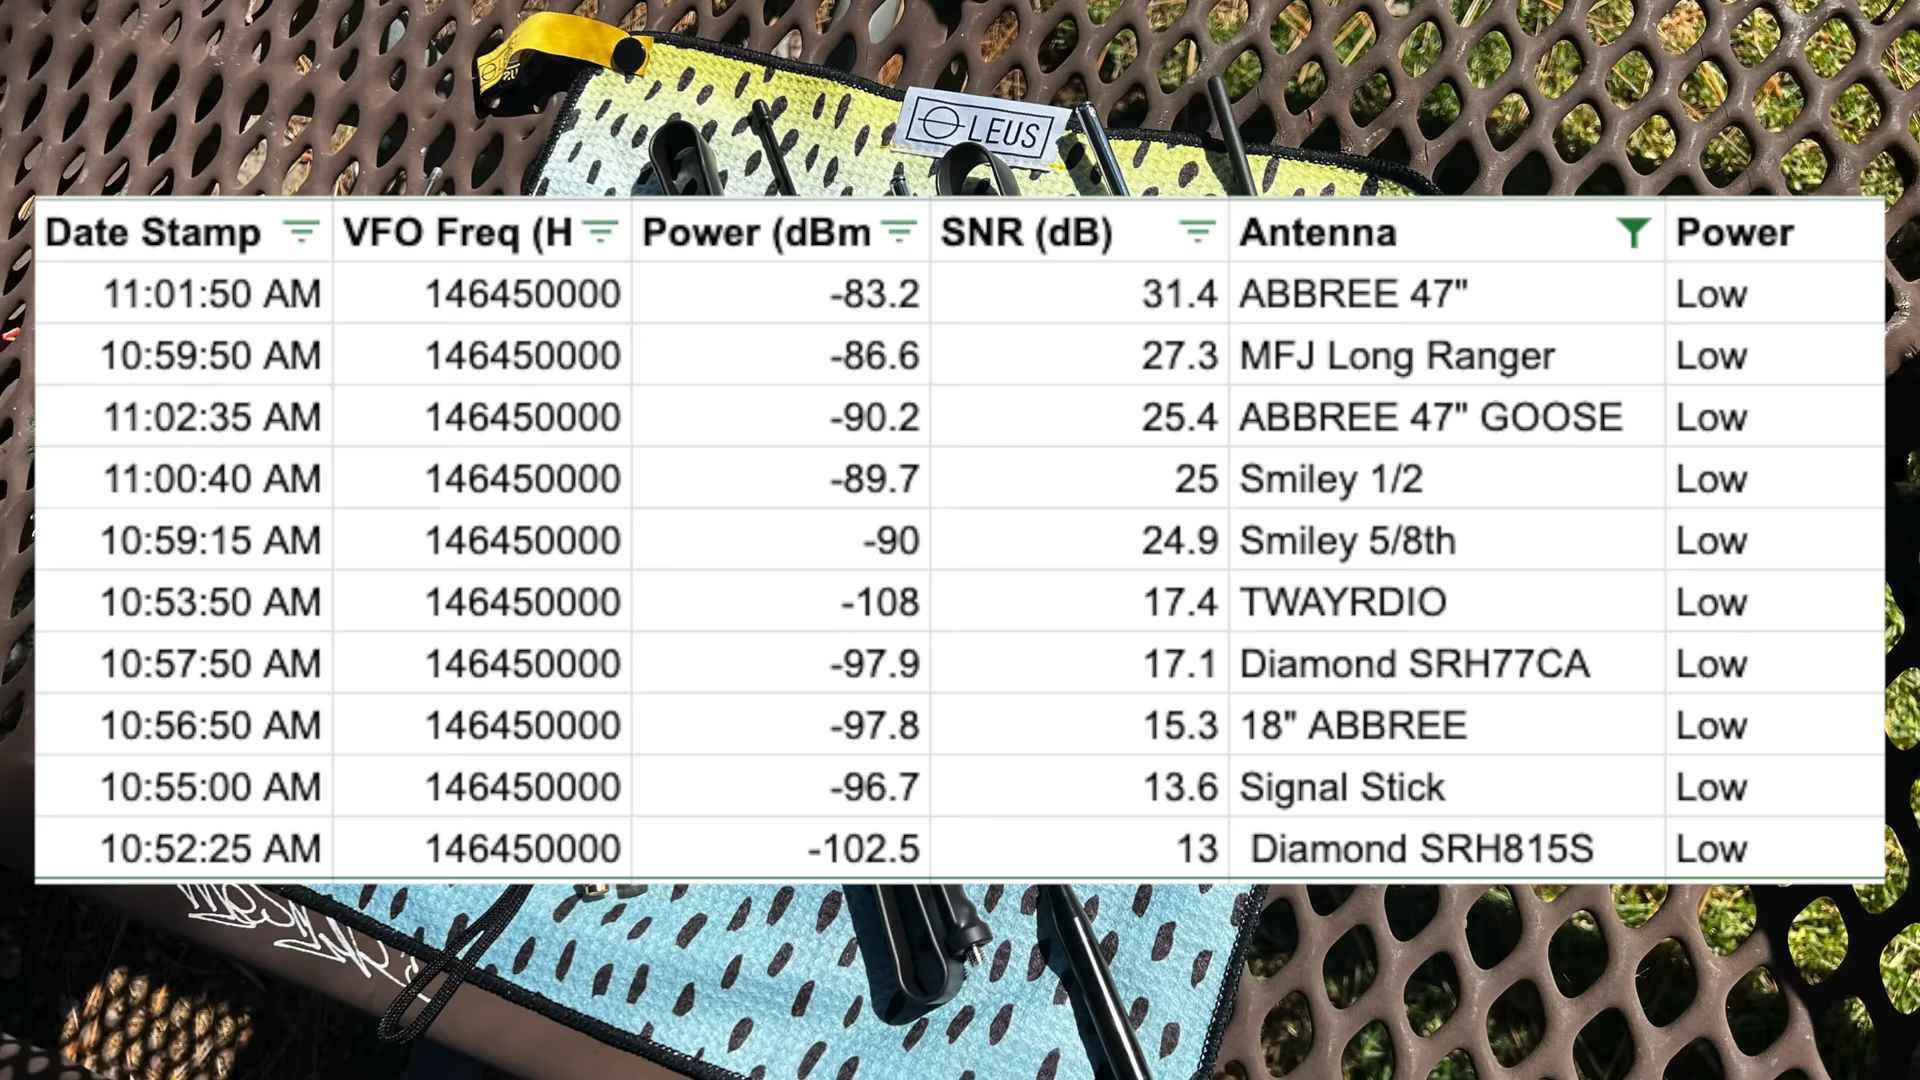 LEUS
Date Stamp VFO Freq (H Power (dBm SNR (dB) Antenna Power
11:01:50 AM 146450000 -83.2 31.4 ABBREE 47" Low
10:59:50 AM 146450000 -86.6 27.3 MFJ Long Ranger Low
11:02:35 AM 146450000 -90.2 25.4 ABBREE 47" GOOSE Low
11:00:40 AM 146450000 -89.7 25 Smiley 1/2 Low
10:59:15 AM 146450000 -90 24.9 Smiley 5/8th Low
10:53:50 AM 146450000 -108 17.4 TWAYRDIO Low
10:57:50 AM 146450000 -97.9 17.1 Diamond SRH77CA Low
10:56:50 AM 146450000 -97.8 15.3 18" ABBREE Low
10:55:00 AM 146450000 -96.7 13.6 Signal Stick Low
10:52:25 AM 146450000 -102.5 13 Diamond SRH815S Low